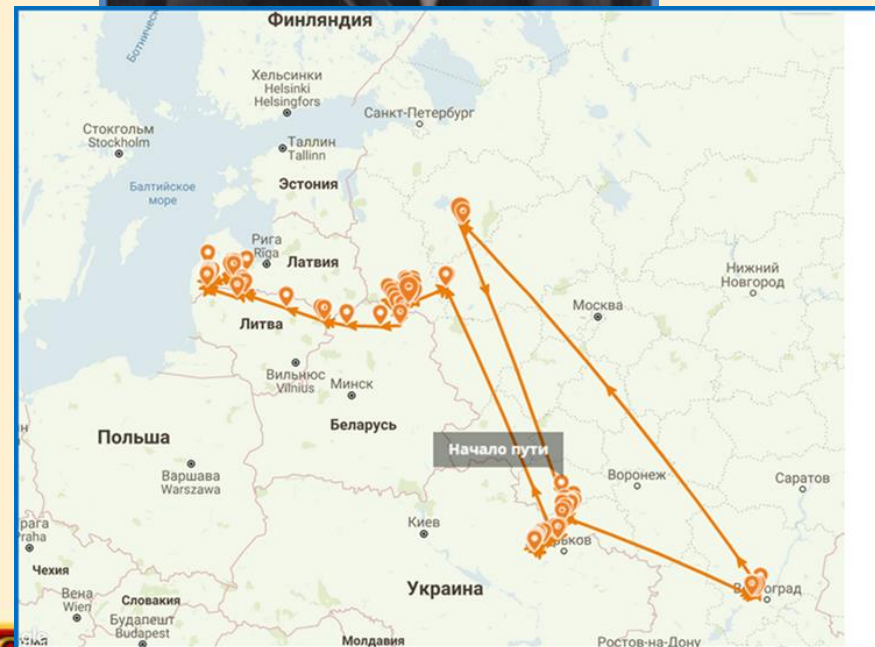 Финляндия
Ботнический
Хельсинки
Helsinki
Helsingfors
Санкт-Петербург
Стокгольм
Stockholm
Таллин
Tallinn
Эстония
Балтийское
море
Рига
Rīga
Латвия
Нижний
Новгород
Москва
Литва
Вильнюс
Vilnius
Минск
Беларусь
Польша
Начало пути
Варшава
Warszawa
Воронеж
Саратов
Киев
Чехия
Украина
Вена
Wien
Словакия
Будапешт
Budapest
Молдавия
Ростов-на-Дону